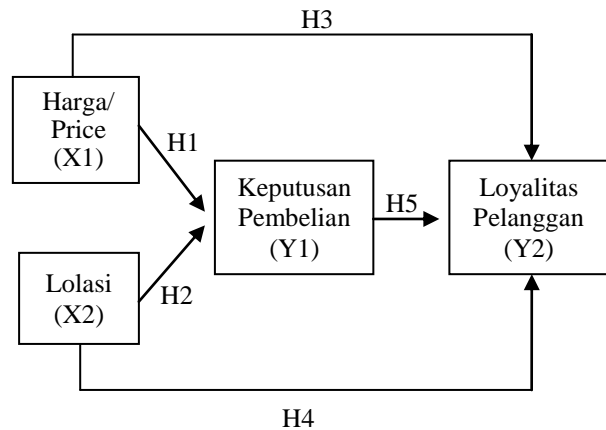 H3
Harga/
Price
(X1)
H1
Keputusan
Pembelian
(Y1)
H5
Loyalitas
Pelanggan
(Y2)
Lolasi
(X2)
H2
H4